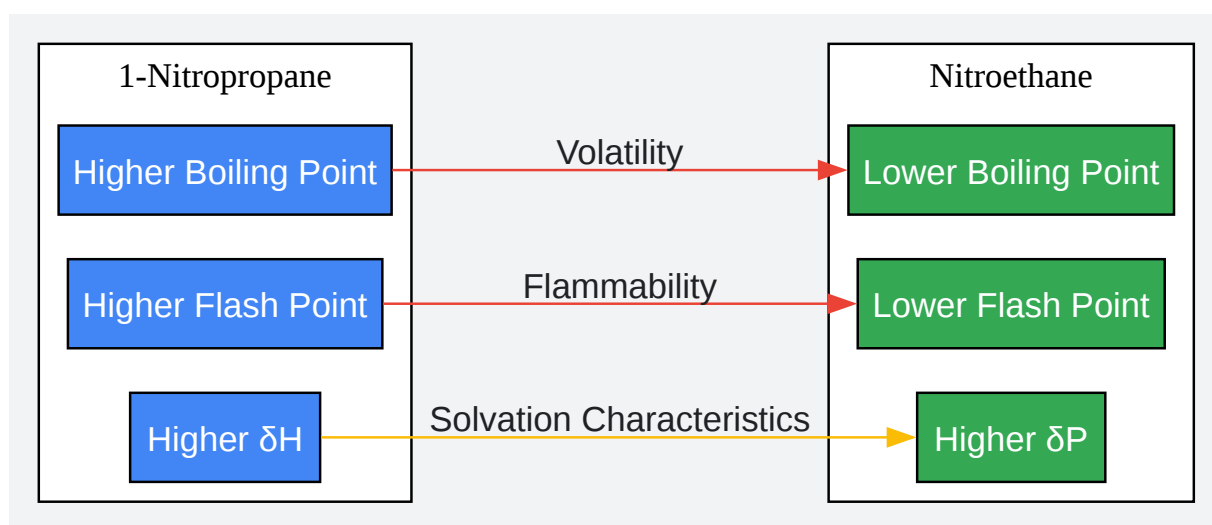 1-Nitropropane
Nitroethane
Higher Boiling Point
Volatility
Lower Boiling Point
Higher Flash Point
Flammability
Lower Flash Point
Higher δH
Solvation Characteristics
Higher δP